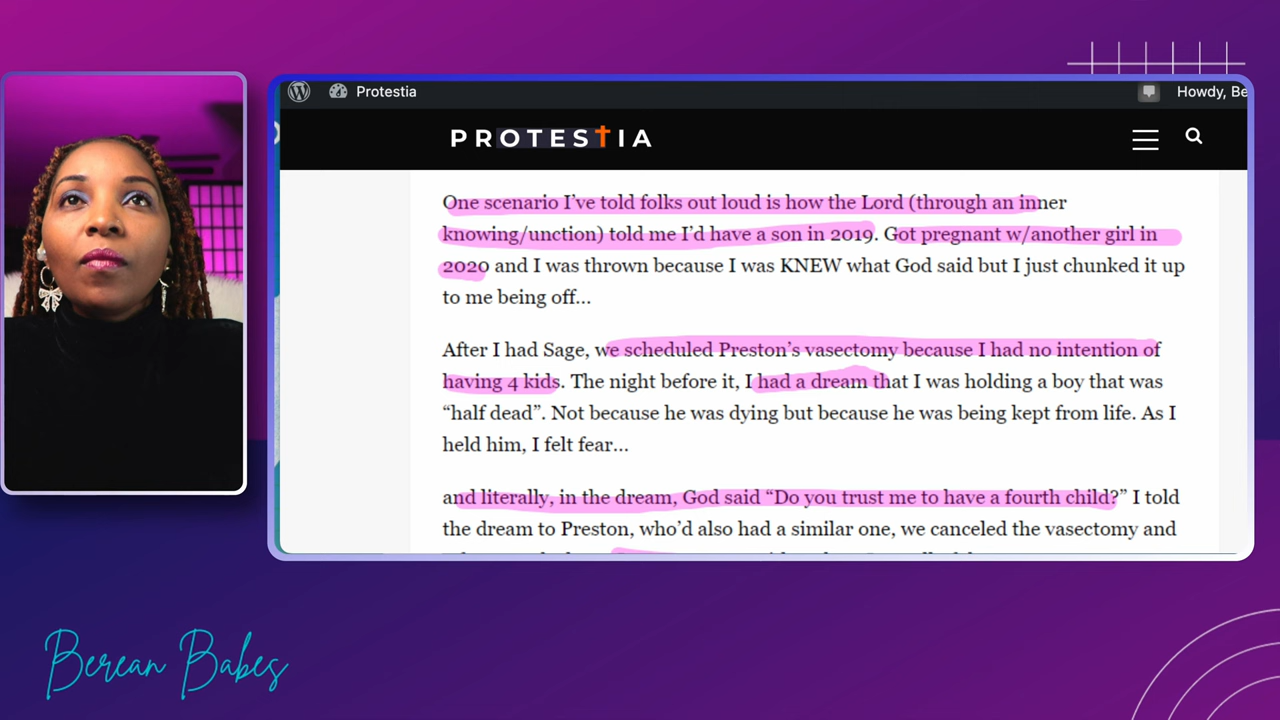 Protestia
Howdy, Be
PROTESTIA
One scenario I've told folks out loud is how the Lord (through an inner
knowing/unction) told me I'd have a son in 2019. Got pregnant w/another girl in
2020 and I was thrown because I was KNEW what God said but I just chunked it up
to me being off…
After I had Sage, we scheduled Preston's vasectomy because I had no intention of
having 4 kids. The night before it, I had a dream that I was holding a boy that was
“half dead”. Not because he was dying but because he was being kept from life. As I
held him, I felt fear…
and literally, in the dream, God said “Do you trust me to have a fourth child?” I told
the dream to Preston, who'd also had a similar one, we canceled the vasectomy and
Berean Babes